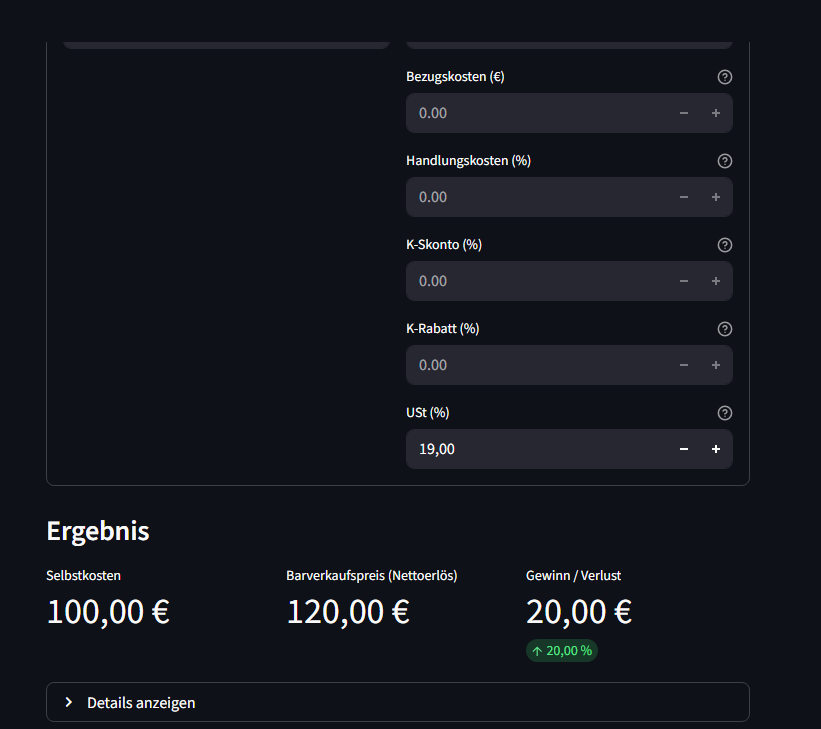 Bezugskosten (€)
0.00
Handlungskosten (%)
0.00
K-Skonto (%)
0.00
K-Rabatt (%)
0.00
USt (%)
19,00
Ergebnis
Selbstkosten
100,00 €
Barverkaufspreis (Nettoerlös)
120,00 €
Gewinn / Verlust
20,00 €
↑ 20,00 %
Details anzeigen